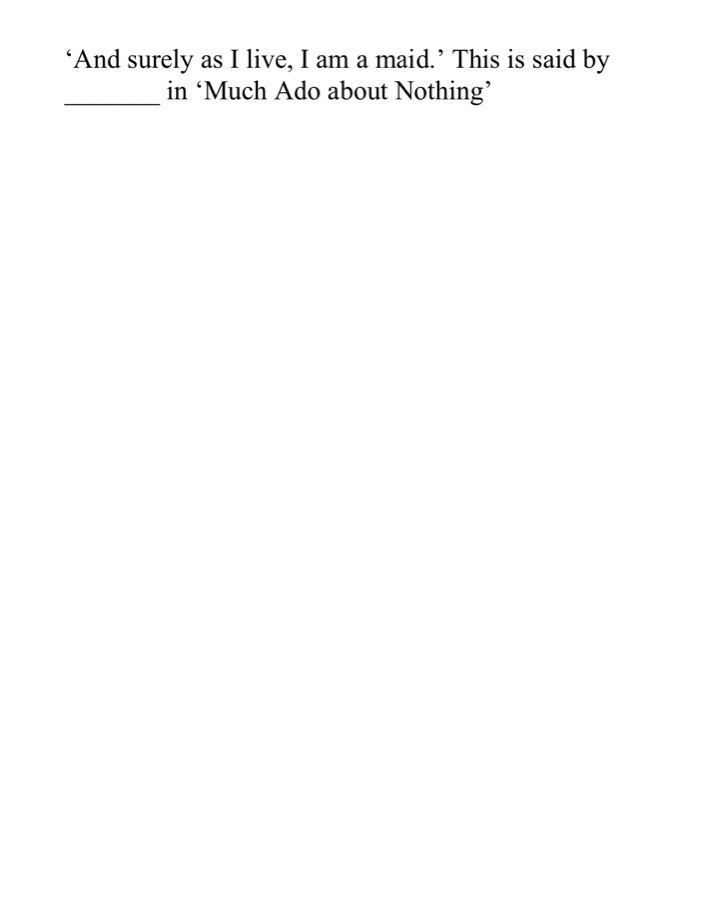 ‘And surely as I live, I am a maid.’ This is said by
_______ in ‘Much Ado about Nothing’